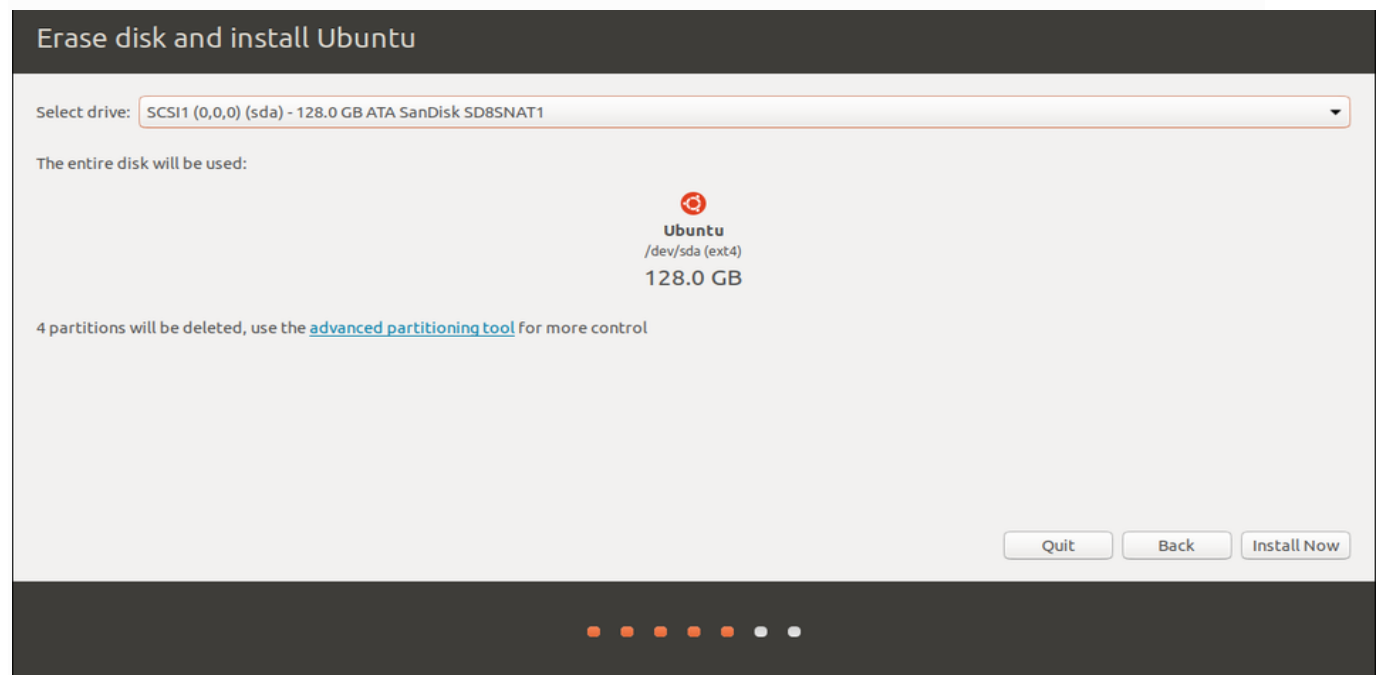 Erase disk and install Ubuntu
Select drive: SCSI1 (0,0,0) (sda) - 128.0 GB ATA SanDisk SD8SNAT1
The entire disk will be used:
Ubuntu
/dev/sda (ext4)
128.0 GB
4 partitions will be deleted, use the advanced partitioning tool for more control
Quit Back Install Now